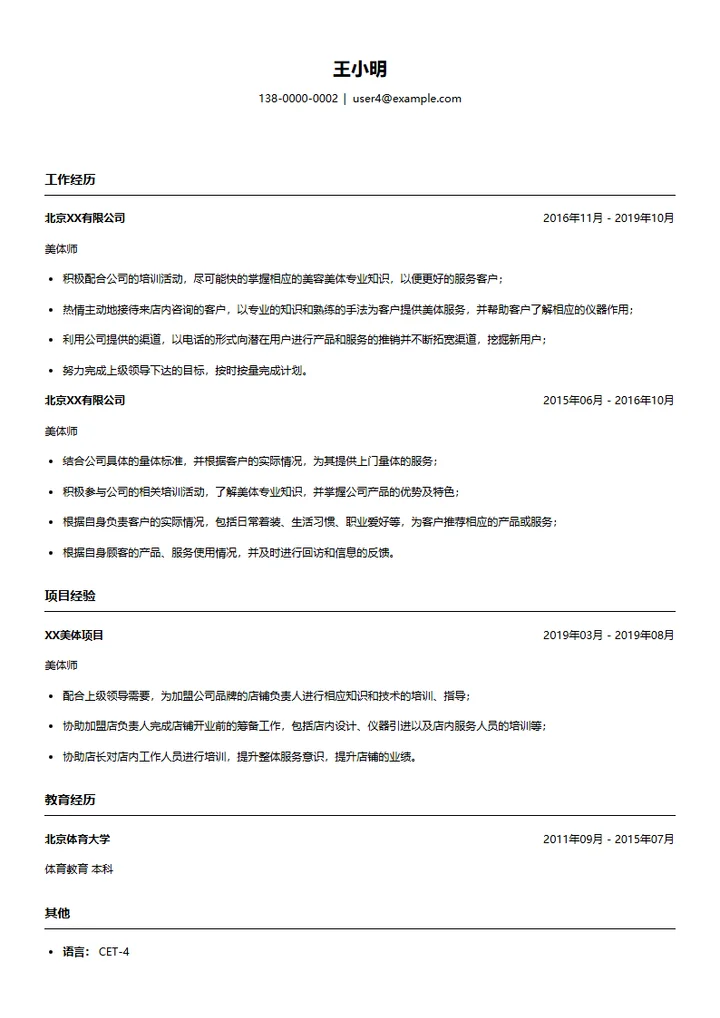 王小明
138-0000-0002 | user4@example.com
工作经历
北京XX有限公司 2016年11月 - 2019年10月
美体师
• 积极配合公司的培训活动，尽可能快的掌握相应的美容美体专业知识，以便更好的服务客户；
• 热情主动地接待来店内咨询的客户，以专业的知识和熟练的手法为客户提供美体服务，并帮助客户了解相应的仪器作用；
• 利用公司提供的渠道，以电话的形式向潜在用户进行产品和服务的推销并不断拓宽渠道，挖掘新用户；
• 努力完成上级领导下达的目标，按时按量完成计划。
北京XX有限公司 2015年06月 - 2016年10月
美体师
• 结合公司具体的量体标准，并根据客户的实际情况，为其提供上门量体的服务；
• 积极参与公司的相关培训活动，了解美体专业知识，并掌握公司产品的优势及特色；
• 根据自身负责客户的实际情况，包括日常着装、生活习惯、职业爱好等，为客户推荐相应的产品或服务；
• 根据自身顾客的产品、服务使用情况，并及时进行回访和信息的反馈。
项目经验
XX美体项目 2019年03月 - 2019年08月
美体师
• 配合上级领导需要，为加盟公司品牌的店铺负责人进行相应知识和技术的培训、指导；
• 协助加盟店负责人完成店铺开业前的筹备工作，包括店内设计、仪器引进以及店内服务人员的培训等；
• 协助店长对店内工作人员进行培训，提升整体服务意识，提升店铺的业绩。
教育经历
北京体育大学 2011年09月 - 2015年07月
体育教育 本科
其他
• 语言： CET-4